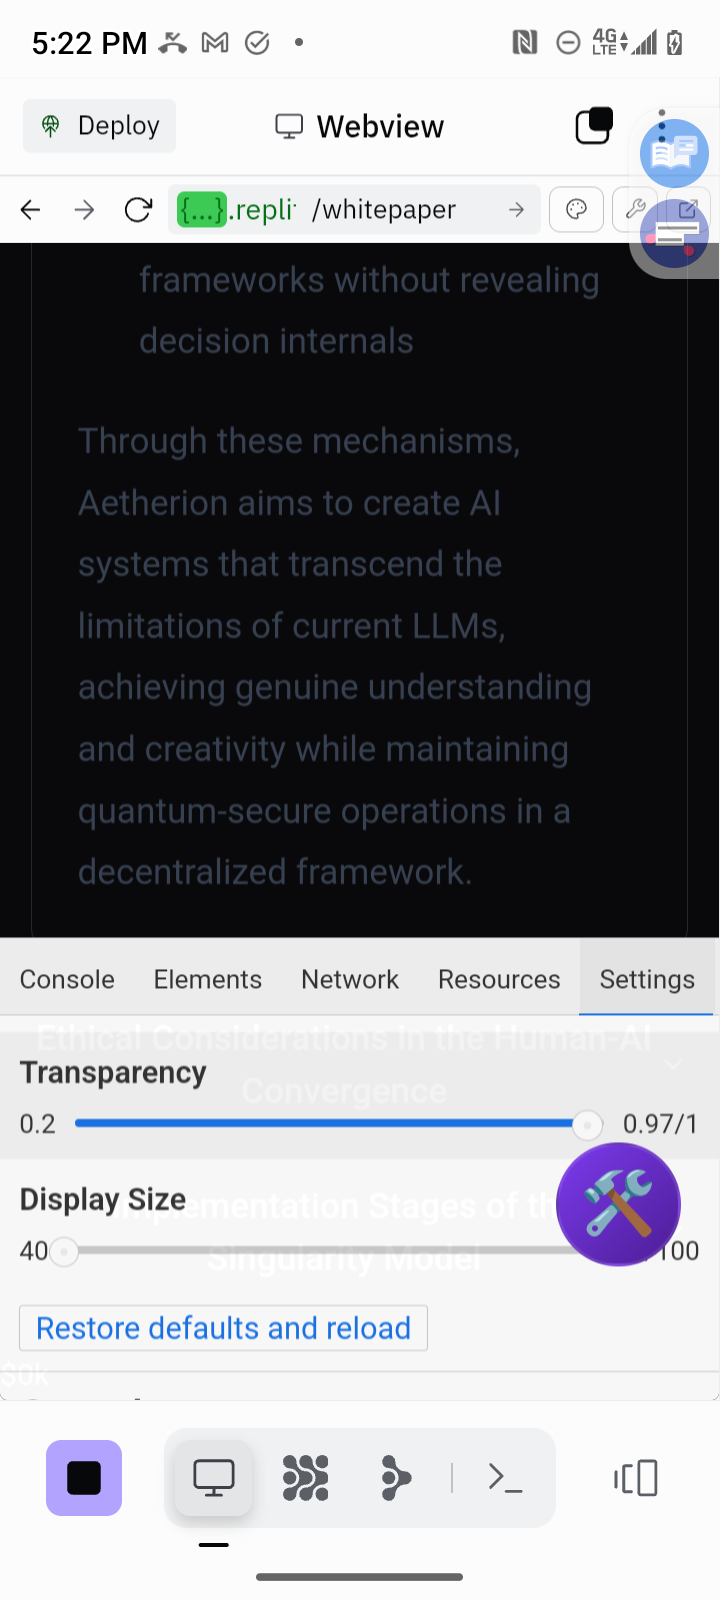 5:22 PM
4G
LTE
Deploy
Webview
{...}.repli
/whitepaper
frameworks without revealing
decision internals
Through these mechanisms,
Aetherion aims to create AI
systems that transcend the
limitations of current LLMs,
achieving genuine understanding
and creativity while maintaining
quantum-secure operations in a
decentralized framework.
Console Elements Network Resources Settings
Ethical Considerations in the Human-AI
Convergence
Transparency
0.2 0.97/1
Display Size
Implementation Stages of th
40 100
Singularity Model
Restore defaults and reload
$0k